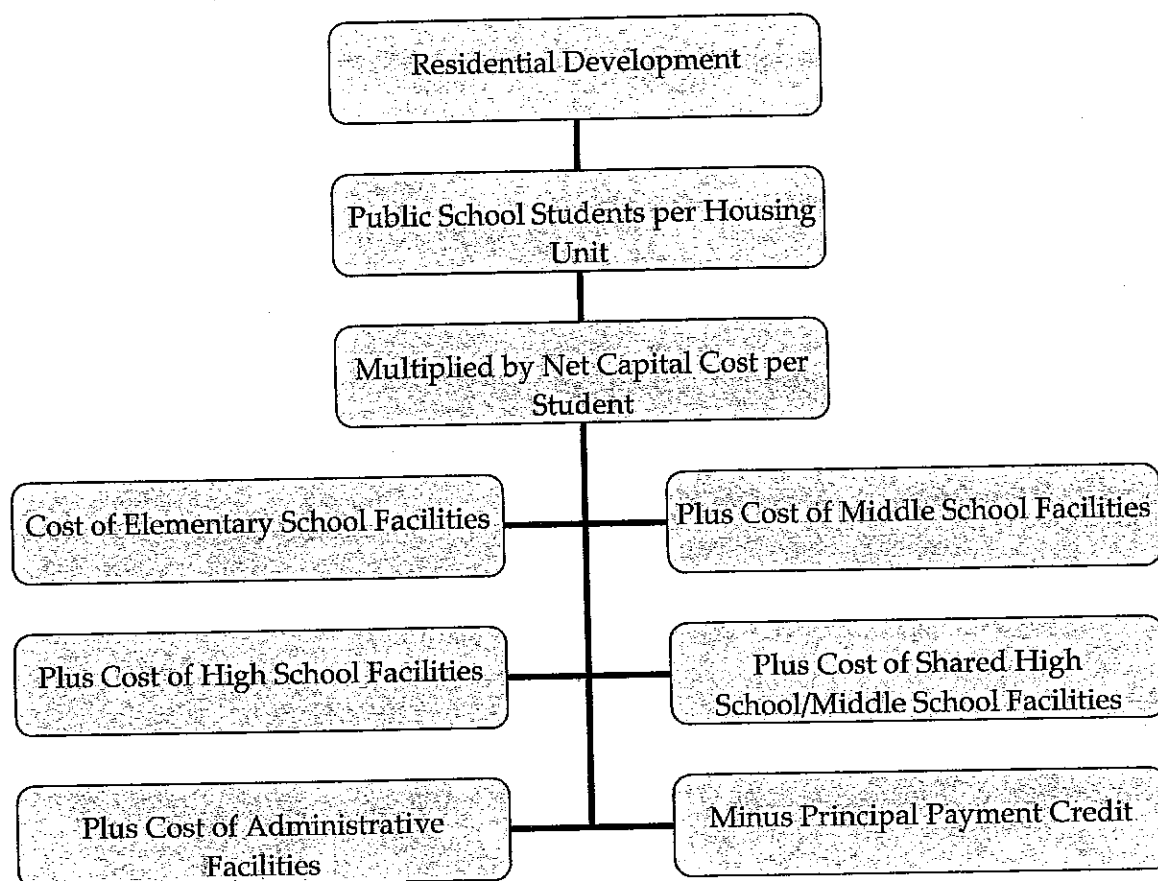 Residential Development
Public School Students per Housing
Unit
Multiplied by Net Capital Cost per
Student
Cost of Elementary School Facilities
Plus Cost of Middle School Facilities
Plus Cost of High School Facilities
Plus Cost of Shared High
School/Middle School Facilities
Plus Cost of Administrative
Facilities
Minus Principal Payment Credit